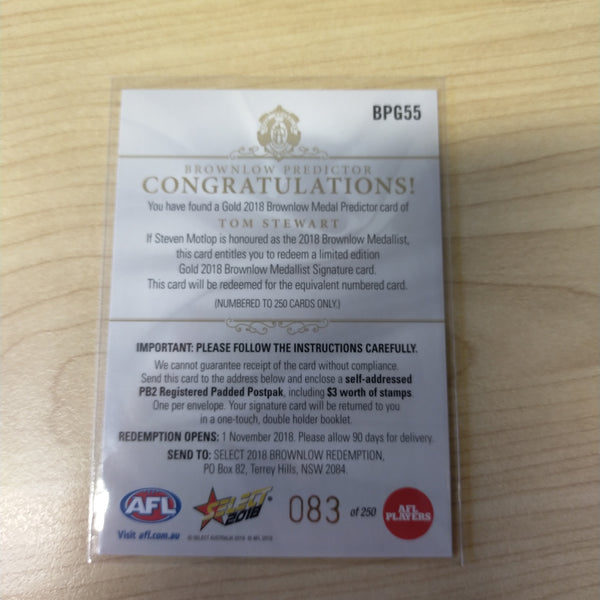 BPG55
BROWNLOW PREDICTOR
CONGRATULATIONS!
You have found a Gold 2018 Brownlow Medal Predictor card of
TOM STEWART
If Steven Motlop is honoured as the 2018 Brownlow Medallist,
this card entitles you to redeem a limited edition
Gold 2018 Brownlow Medallist Signature card.
This card will be redeemed for the equivalent numbered card.
(NUMBERED TO 250 CARDS ONLY.)
IMPORTANT: PLEASE FOLLOW THE INSTRUCTIONS CAREFULLY.
We cannot guarantee receipt of the card without compliance.
Send this card to the address below and enclose a self-addressed
PB2 Registered Padded Postpak, including $3 worth of stamps.
One per envelope. Your signature card will be returned to you
in a one-touch, double holder booklet.
REDEMPTION OPENS: 1 November 2018. Please allow 90 days for delivery.
SEND TO: SELECT 2018 BROWNLOW REDEMPTION,
PO Box 82, Terrey Hills, NSW 2084.
AFL
SELECT
2018
083 of 250
AFL
PLAYERS
Visit afl.com.au
© SELECT AUSTRALIA 2018 © AFL 2018